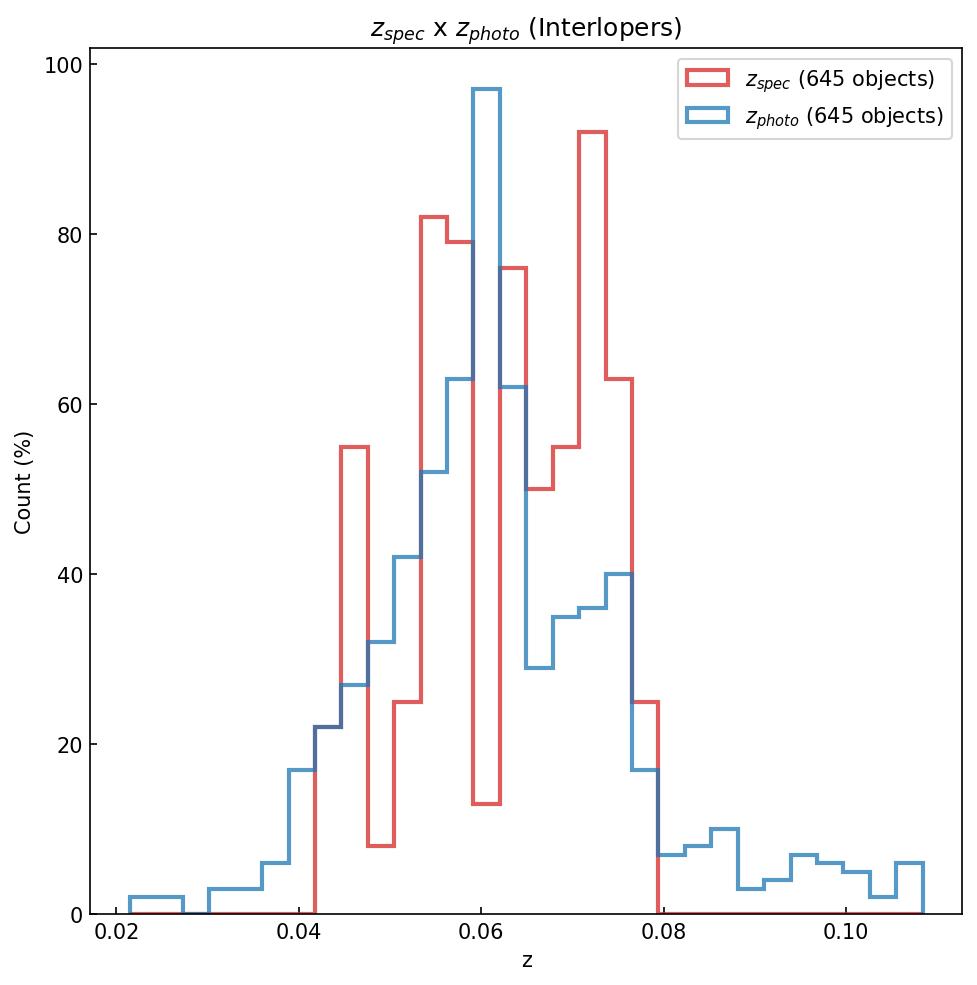 z_spec x z_photo (Interlopers)
z_spec (645 objects)
z_photo (645 objects)
Count (%)
100
80
60
40
20
0
0.02 0.04 0.06 0.08 0.10
z